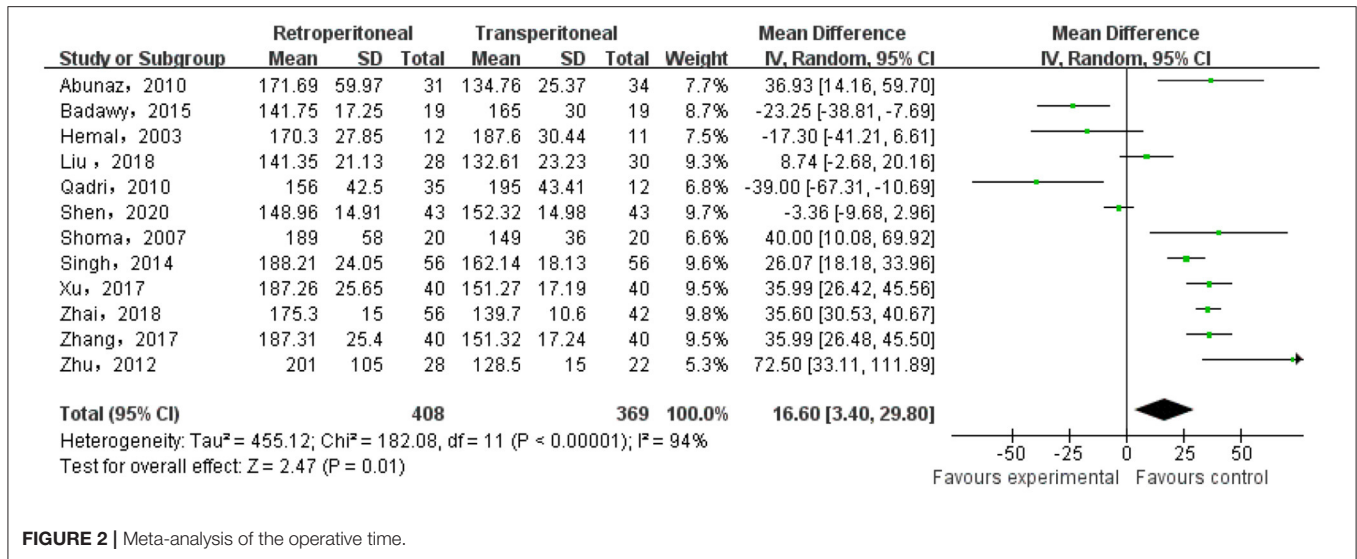 Retroperitoneal Transperitoneal Mean Difference Mean Difference
Study or Subgroup Mean SD Total Mean SD Total Weight IV, Random, 95% CI IV, Random, 95% CI
Abunaz, 2010 171.69 59.97 31 134.76 25.37 34 7.7% 36.93 [14.16, 59.70]
Badawy, 2015 141.75 17.25 19 165 30 19 8.7% -23.25 [-38.81, -7.69]
Hemal, 2003 170.3 27.85 12 187.6 30.44 11 7.5% -17.30 [-41.21, 6.61]
Liu , 2018 141.35 21.13 28 132.61 23.23 30 9.3% 8.74 [-2.68, 20.16]
Qadri, 2010 156 42.5 35 195 43.41 12 6.8% -39.00 [-67.31, -10.69]
Shen, 2020 148.96 14.91 43 152.32 14.98 43 9.7% -3.36 [-9.68, 2.96]
Shoma, 2007 189 58 20 149 36 20 6.6% 40.00 [10.08, 69.92]
Singh, 2014 188.21 24.05 56 162.14 18.13 56 9.6% 26.07 [18.18, 33.96]
Xu, 2017 187.26 25.65 40 151.27 17.19 40 9.5% 35.99 [26.42, 45.56]
Zhai, 2018 175.3 15 56 139.7 10.6 42 9.8% 35.60 [30.53, 40.67]
Zhang, 2017 187.31 25.4 40 151.32 17.24 40 9.5% 35.99 [26.48, 45.50]
Zhu, 2012 201 105 28 128.5 15 22 5.3% 72.50 [33.11, 111.89]
Total (95% CI) 408 369 100.0% 16.60 [3.40, 29.80]
Heterogeneity: Tau² = 455.12; Chi² = 182.08, df = 11 (P < 0.00001); I² = 94%
Test for overall effect: Z = 2.47 (P = 0.01)
-50 -25 0 25 50
Favours experimental Favours control
FIGURE 2 | Meta-analysis of the operative time.